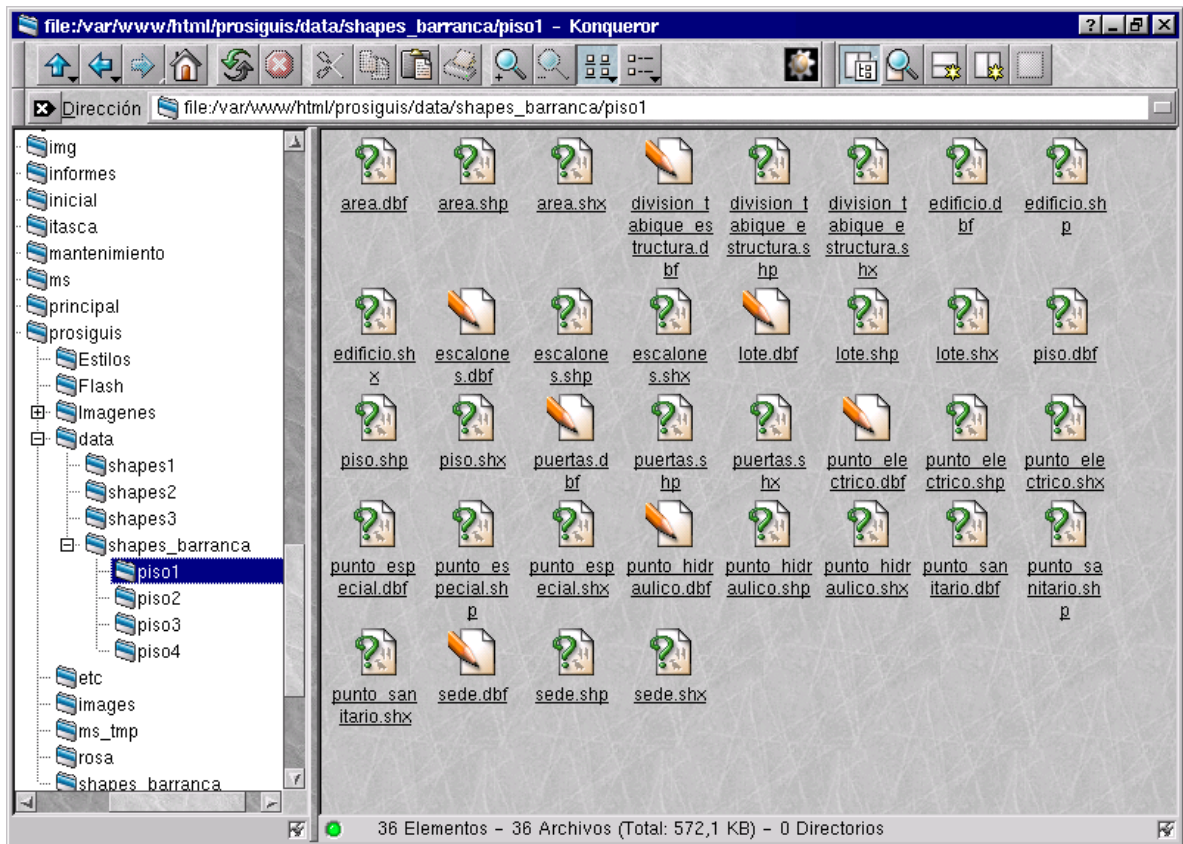 file:/var/www/html/prosiguis/data/shapes_barranca/piso1 - Konqueror
Dirección file:/var/www/html/prosiguis/data/shapes_barranca/piso1
img
informes
inicial
itasca
mantenimiento
ms
principal
prosiguis
Estilos
Flash
Imagenes
data
shapes1
shapes2
shapes3
shapes_barranca
piso1
piso2
piso3
piso4
etc
images
ms_tmp
rosa
shapes_barranca
area.dbf
area.shp
area.shx
division_t
abique_es
tructura.d
bf
division_t
abique_e
structura.s
hp
division_t
abique_e
structura.s
hx
edificio.d
bf
edificio.sh
p
edificio.sh
x
escalone
s.dbf
escalone
s.shp
escalone
s.shx
lote.dbf
lote.shp
lote.shx
piso.dbf
piso.shp
piso.shx
puertas.d
bf
puertas.s
hp
puertas.s
hx
punto_ele
ctrico.dbf
punto_ele
ctrico.shp
punto_ele
ctrico.shx
punto_esp
ecial.dbf
punto_es
pecial.sh
p
punto_esp
ecial.shx
punto_hidr
aulico.dbf
punto_hidr
aulico.shp
punto_hidr
aulico.shx
punto_san
itario.dbf
punto_sa
nitario.sh
p
punto_san
itario.shx
sede.dbf
sede.shp
sede.shx
36 Elementos - 36 Archivos (Total: 572,1 KB) - 0 Directorios